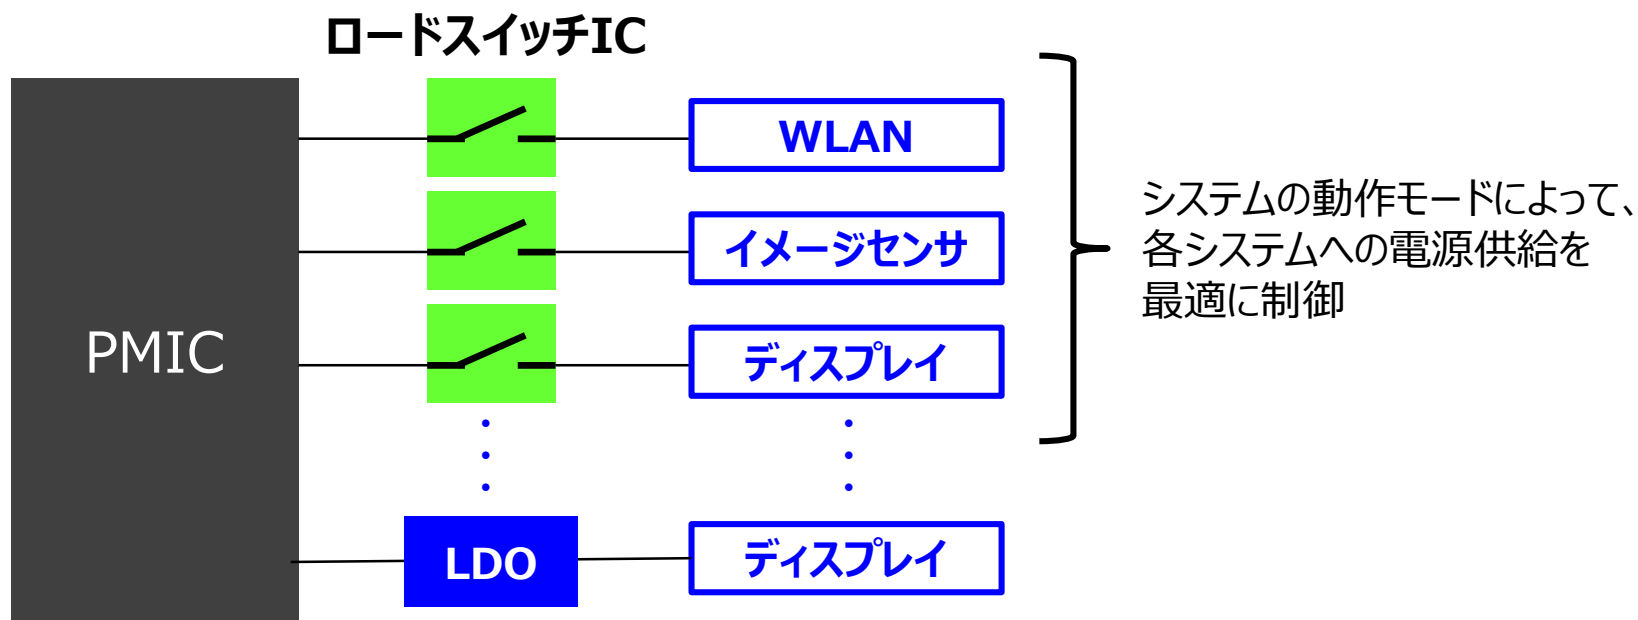 ロードスイッチIC
PMIC
WLAN
イメージセンサ
ディスプレイ
LDO
ディスプレイ
システムの動作モードによって、
各システムへの電源供給を
最適に制御